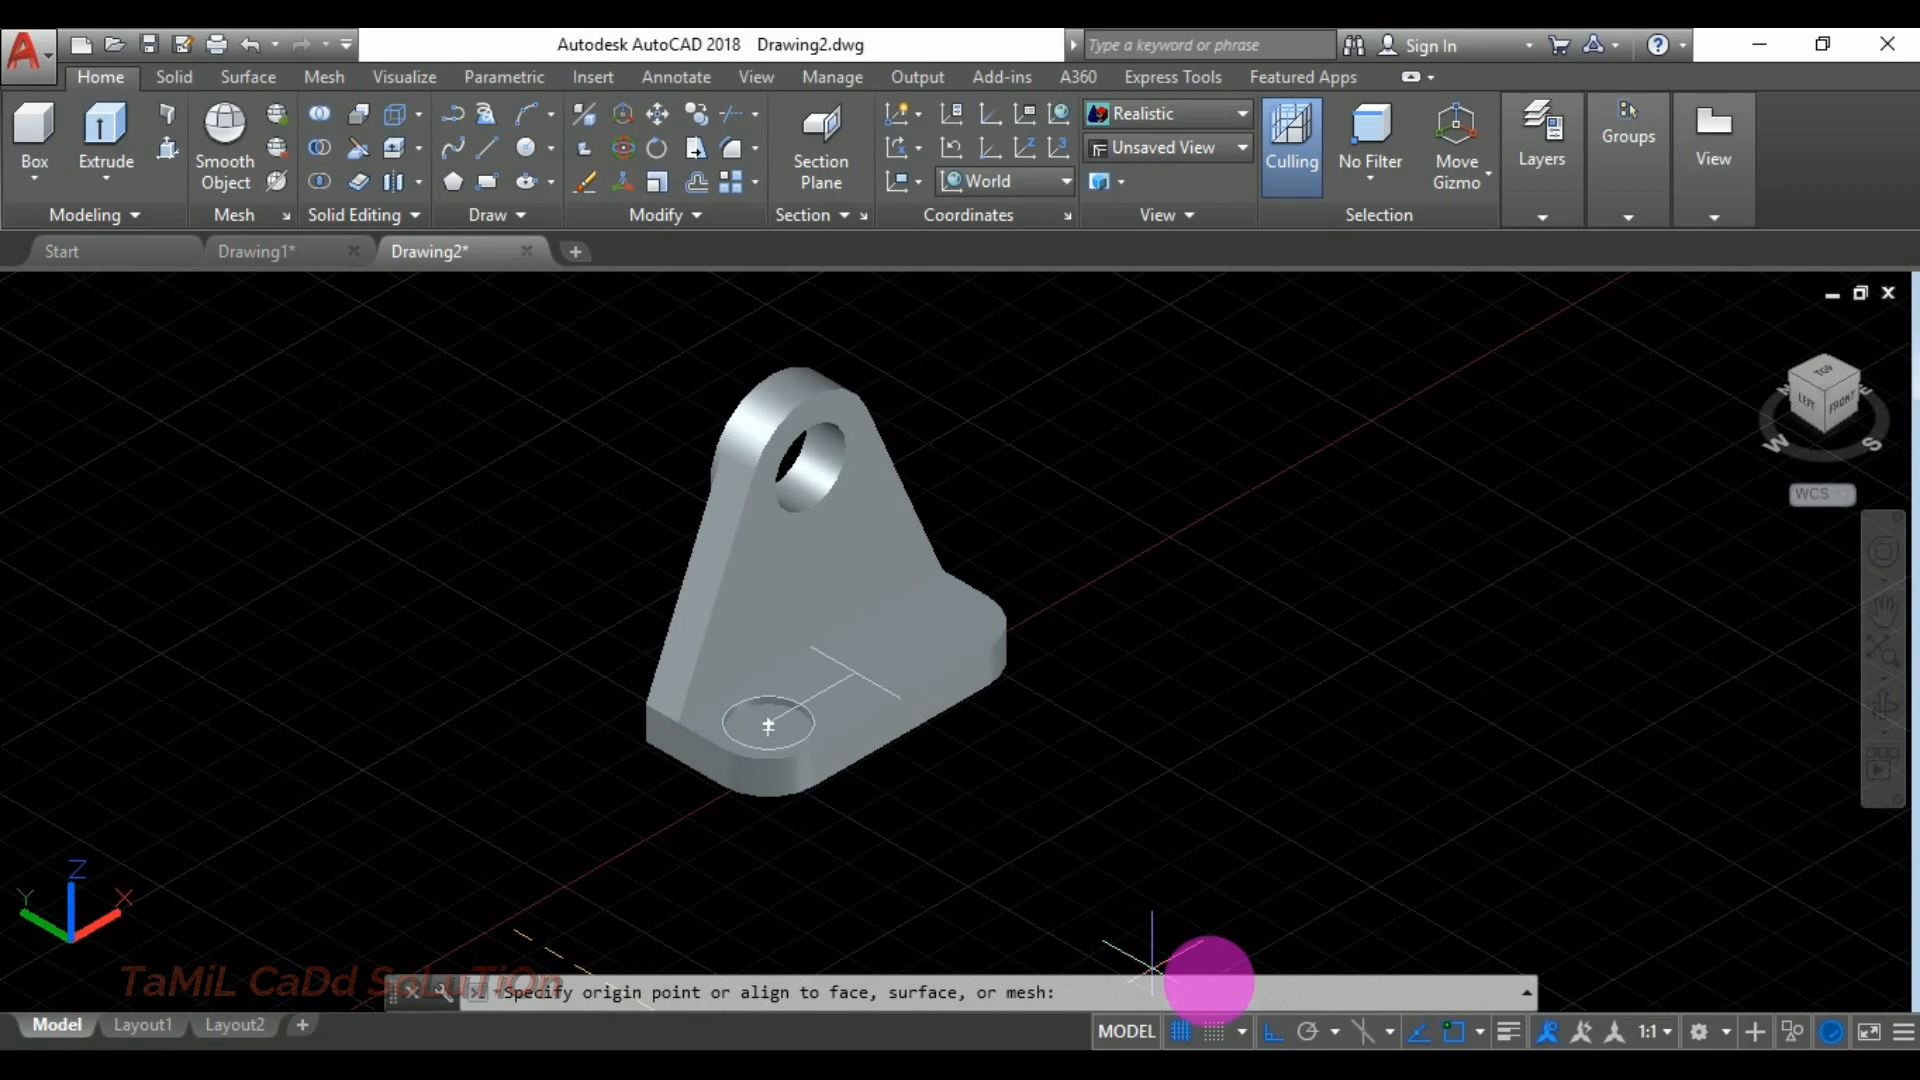 Autodesk AutoCAD 2018 Drawing2.dwg
Type a keyword or phrase
Sign In
Home Solid Surface Mesh Visualize Parametric Insert Annotate View Manage Output Add-ins A360 Express Tools Featured Apps
Box
Extrude
Smooth
Object
Section
Plane
World
Realistic
Unsaved View
Culling
No Filter
Move
Gizmo
Layers
Groups
View
Modeling Mesh Solid Editing Draw Modify Section Coordinates View Selection
Start Drawing1* Drawing2*
TOP
LEFT
FRONT
N
E
W
S
WCS
Z
Y
X
TaMiL CaDd SoLuTiOn
Specify origin point or align to face, surface, or mesh:
Model Layout1 Layout2
MODEL
1:1